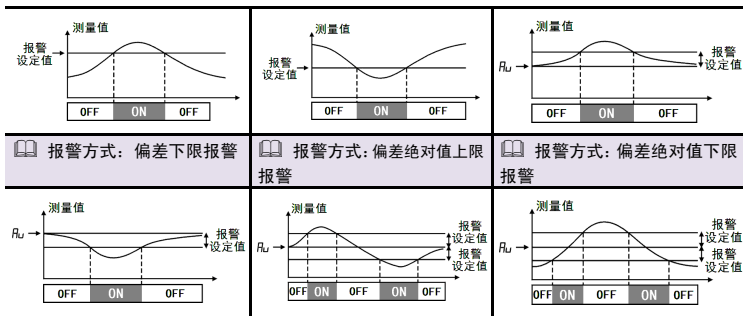 测量值
报警
设定值
OFF ON OFF
测量值
报警
设定值
OFF ON OFF
测量值
Au
报警
设定值
OFF ON OFF
报警方式：偏差下限报警
报警方式：偏差绝对值上限
报警
报警方式：偏差绝对值下限
报警
测量值
Au
报警
设定值
OFF ON OFF
测量值
Au
报警
设定值
报警
设定值
OFF ON OFF ON OFF
测量值
Au
报警
设定值
报警
设定值
OFF ON OFF ON OFF